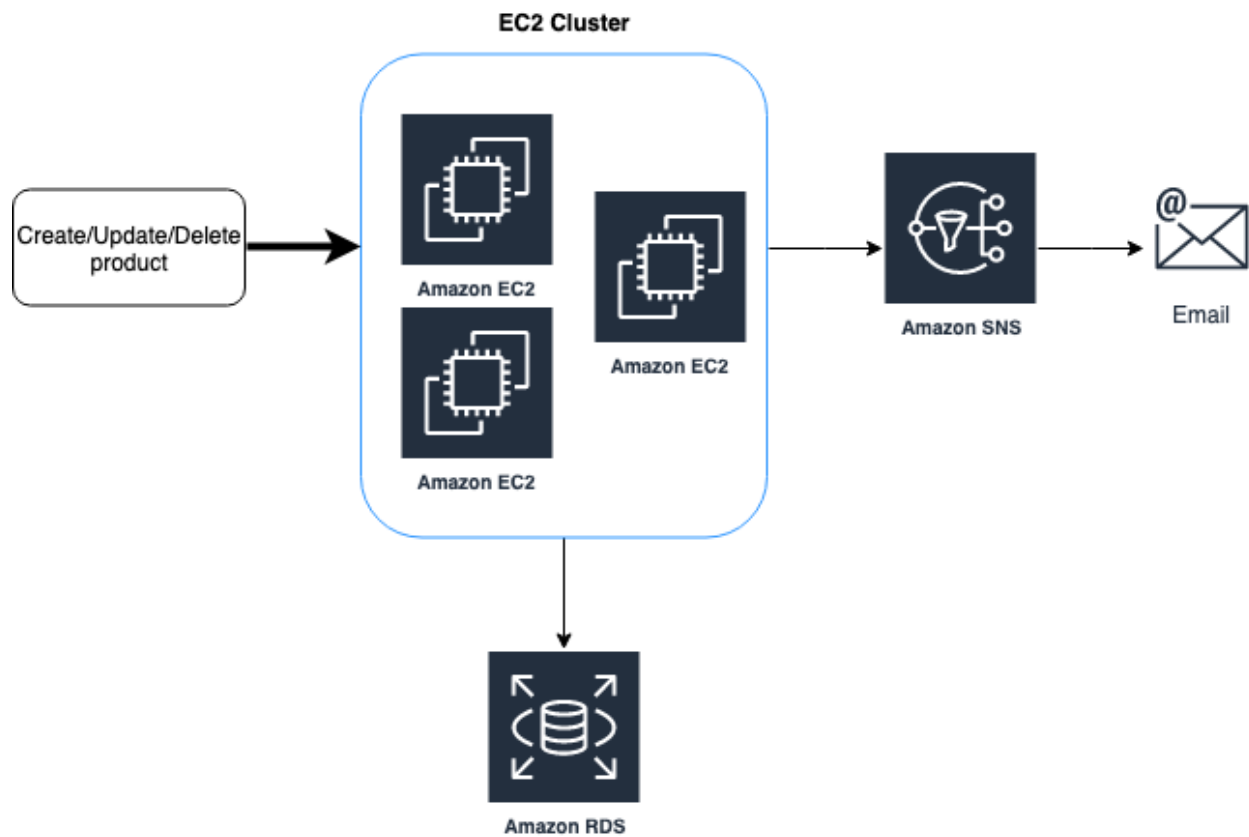 EC2 Cluster
Create/Update/Delete
product
Amazon EC2
Amazon EC2
Amazon EC2
Amazon SNS
@
Email
Amazon RDS